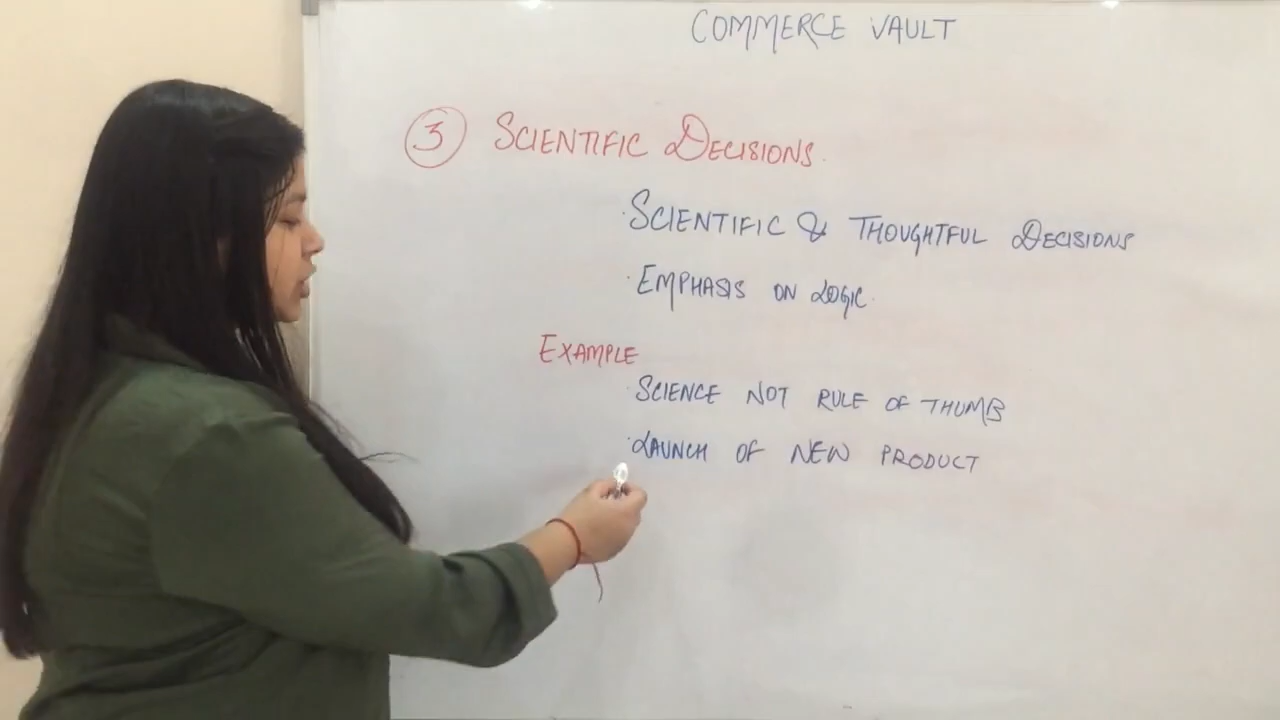 COMMERCE VAULT
3 SCIENTIFIC DECISIONS.
· SCIENTIFIC & THOUGHTFUL DECISIONS
· EMPHASIS ON LOGIC.
EXAMPLE
· SCIENCE NOT RULE OF THUMB
· LAUNCH OF NEW PRODUCT